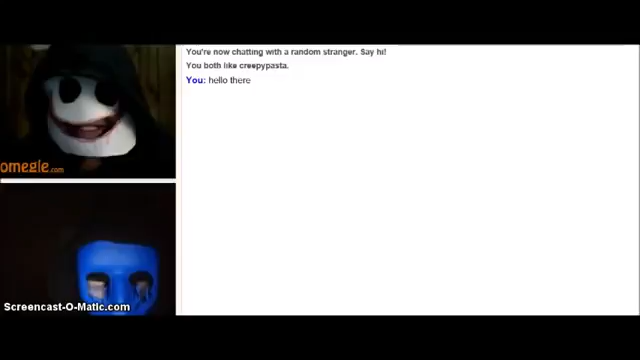 You're now chatting with a random stranger. Say hi!
You both like creepypasta.
You: hello there
omegle.com
Screencast-O-Matic.com